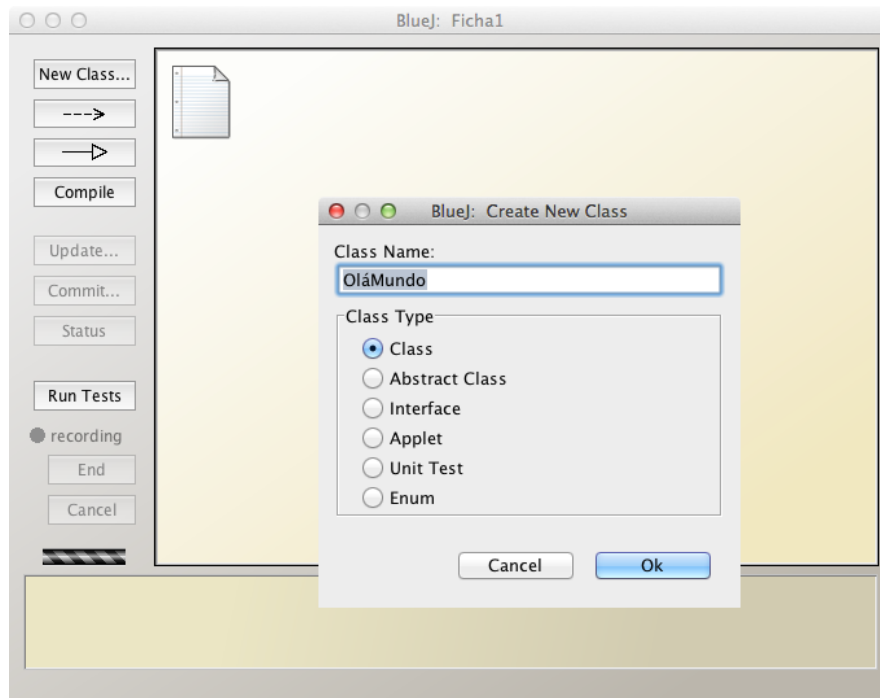 BlueJ: Ficha1
New Class...
Compile
Update...
Commit...
Status
Run Tests
recording
End
Cancel
BlueJ: Create New Class
Class Name:
OláMundo
Class Type
Class
Abstract Class
Interface
Applet
Unit Test
Enum
Cancel
Ok